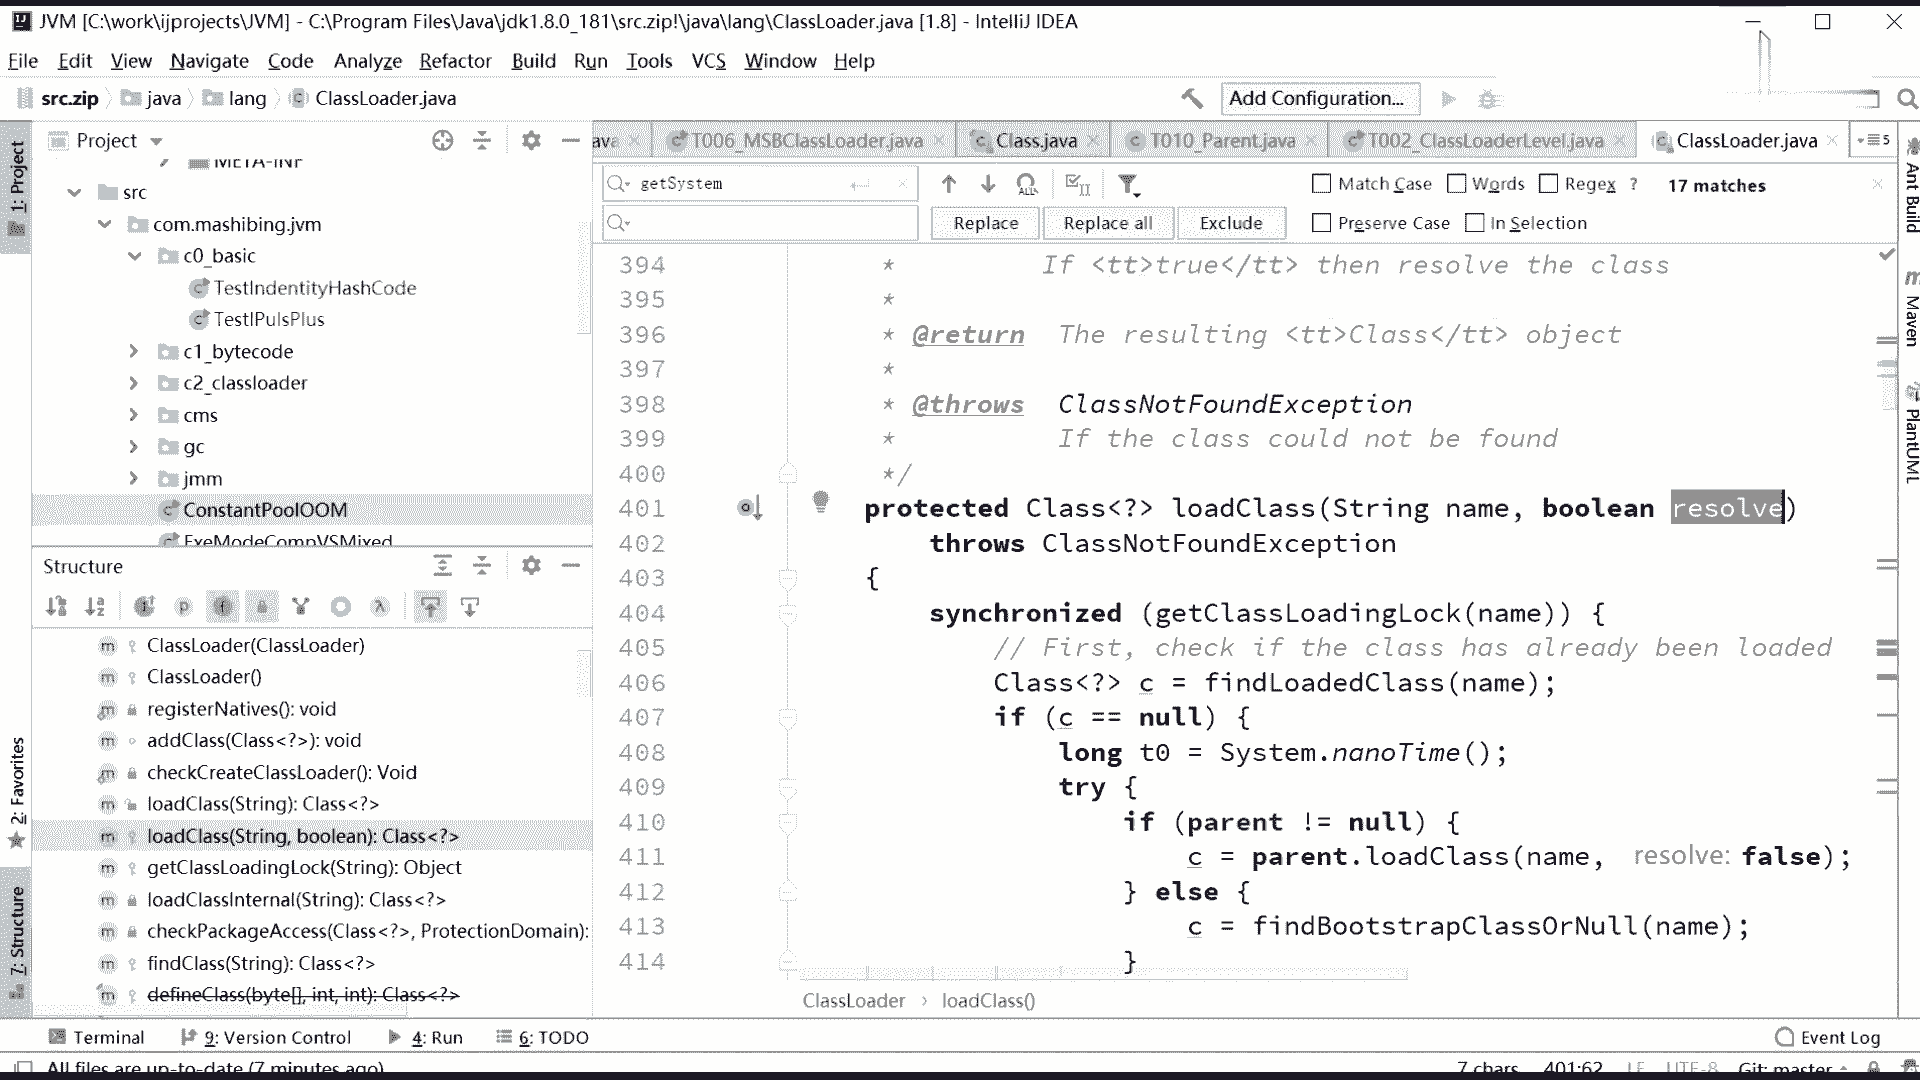 JVM [C:\work\ijprojects\JVM] - C:\Program Files\Java\jdk1.8.0_181\src.zip!\java\lang\ClassLoader.java [1.8] - IntelliJ IDEA
File Edit View Navigate Code Analyze Refactor Build Run Tools VCS Window Help
src.zip java lang ClassLoader.java Add Configuration...
1: Project
Project
META-INF
src
com.mashibing.jvm
c0_basic
TestIndentityHashCode
TestIPulsPlus
c1_bytecode
c2_classloader
cms
gc
jmm
ConstantPoolOOM
ExeModeCompVSMixed
Structure
ClassLoader(ClassLoader)
ClassLoader()
registerNatives(): void
addClass(Class<?>): void
checkCreateClassLoader(): Void
loadClass(String): Class<?>
loadClass(String, boolean): Class<?>
getClassLoadingLock(String): Object
loadClassInternal(String): Class<?>
checkPackageAccess(Class<?>, ProtectionDomain):
findClass(String): Class<?>
defineClass(byte[], int, int): Class<?>
2: Favorites
7: Structure
ava T006_MSBClassLoader.java Class.java T010_Parent.java T002_ClassLoaderLevel.java ClassLoader.java 5
getSystem Match Case Words Regex ? 17 matches
Replace Replace all Exclude Preserve Case In Selection
394 * If <tt>true</tt> then resolve the class
395 *
396 * @return The resulting <tt>Class</tt> object
397 *
398 * @throws ClassNotFoundException
399 * If the class could not be found
400 */
401 protected Class<?> loadClass(String name, boolean resolve)
402 throws ClassNotFoundException
403 {
404 synchronized (getClassLoadingLock(name)) {
405 // First, check if the class has already been loaded
406 Class<?> c = findLoadedClass(name);
407 if (c == null) {
408 long t0 = System.nanoTime();
409 try {
410 if (parent != null) {
411 c = parent.loadClass(name, resolve: false);
412 } else {
413 c = findBootstrapClassOrNull(name);
414 }
ClassLoader › loadClass()
Ant Build
Maven
PlantUML
Terminal 9: Version Control 4: Run 6: TODO Event Log
All files are up-to-date (7 minutes ago) 7 chars 401:62 LF UTF-8 Git: master